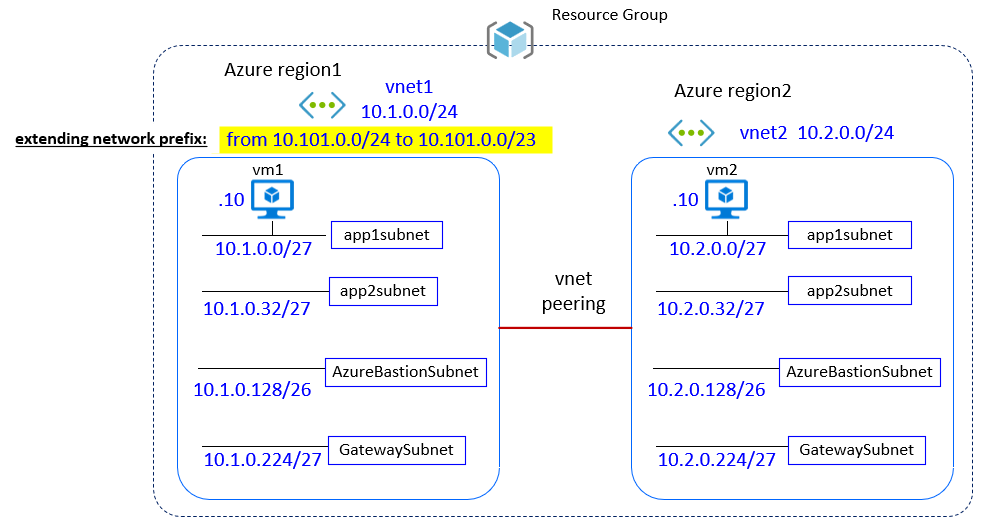 Resource Group
Azure region1
vnet1
10.1.0.0/24
Azure region2
vnet2  10.2.0.0/24
extending network prefix:
from 10.101.0.0/24 to 10.101.0.0/23
vm1
.10
app1subnet
10.1.0.0/27
app2subnet
10.1.0.32/27
AzureBastionSubnet
10.1.0.128/26
GatewaySubnet
10.1.0.224/27
vnet
peering
vm2
.10
app1subnet
10.2.0.0/27
app2subnet
10.2.0.32/27
AzureBastionSubnet
10.2.0.128/26
GatewaySubnet
10.2.0.224/27